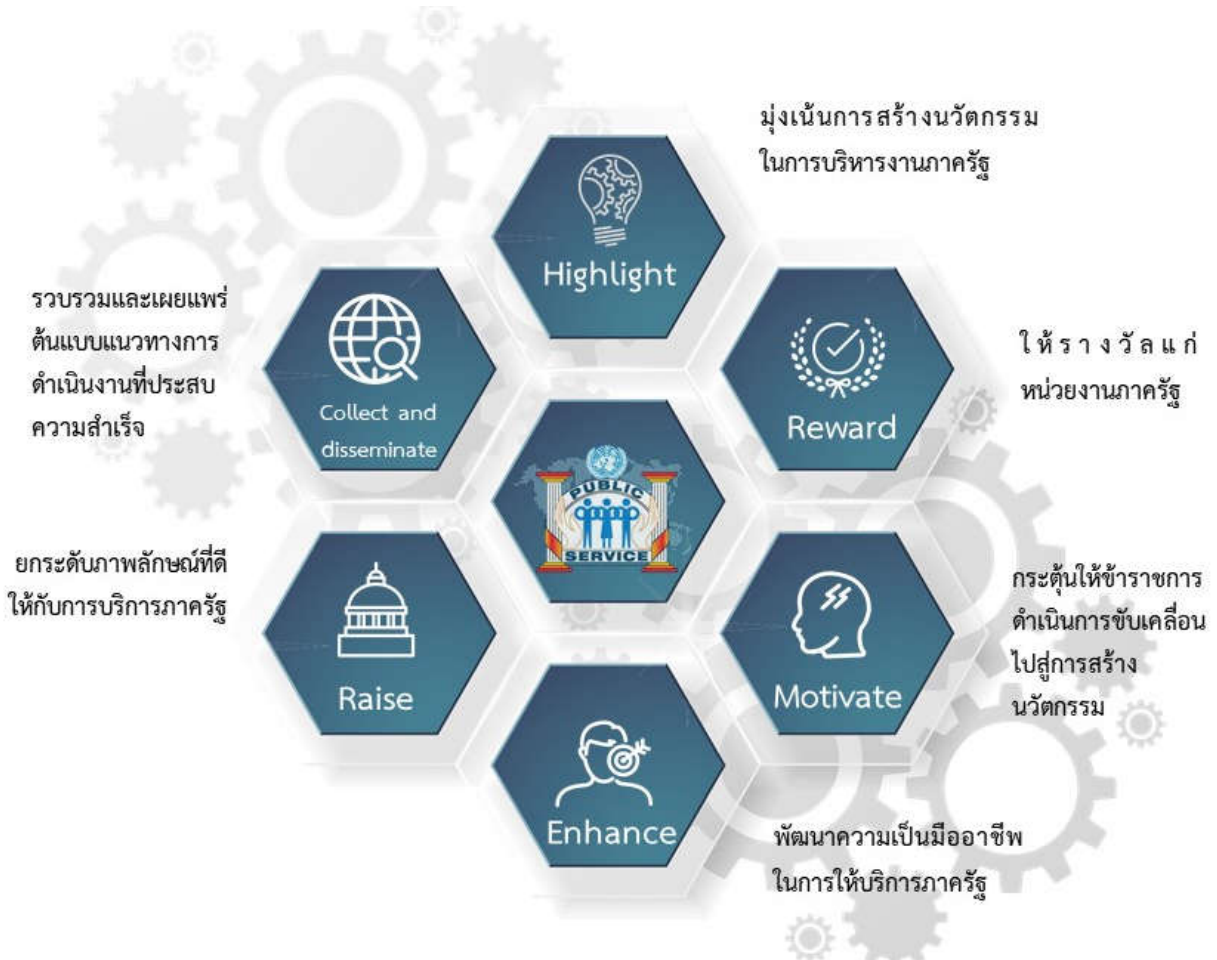 มุ่งเน้นการสร้างนวัตกรรม
ในการบริหารงานภาครัฐ
Highlight
รวบรวมและเผยแพร่
ต้นแบบแนวทางการ
ดำเนินงานที่ประสบ
ความสำเร็จ
Collect and
disseminate
ให้รางวัลแก่
หน่วยงานภาครัฐ
Reward
PUBLIC
SERVICE
ยกระดับภาพลักษณ์ที่ดี
ให้กับการบริการภาครัฐ
Raise
กระตุ้นให้ข้าราชการ
ดำเนินการขับเคลื่อน
ไปสู่การสร้าง
นวัตกรรม
Motivate
Enhance
พัฒนาความเป็นมืออาชีพ
ในการให้บริการภาครัฐ